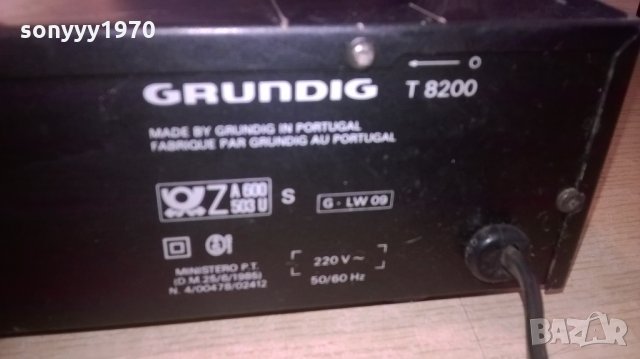 sonyyy1970
GRUNDIG T 8200
MADE BY GRUNDIG IN PORTUGAL
FABRIQUE PAR GRUNDIG AU PORTUGAL
Z A 600 503 U S
G - LW 09
MINISTERO P.T.
(D.M. 25/6/1985)
N. 4/00478/02412
220 V ~
50/60 Hz
BAZAR